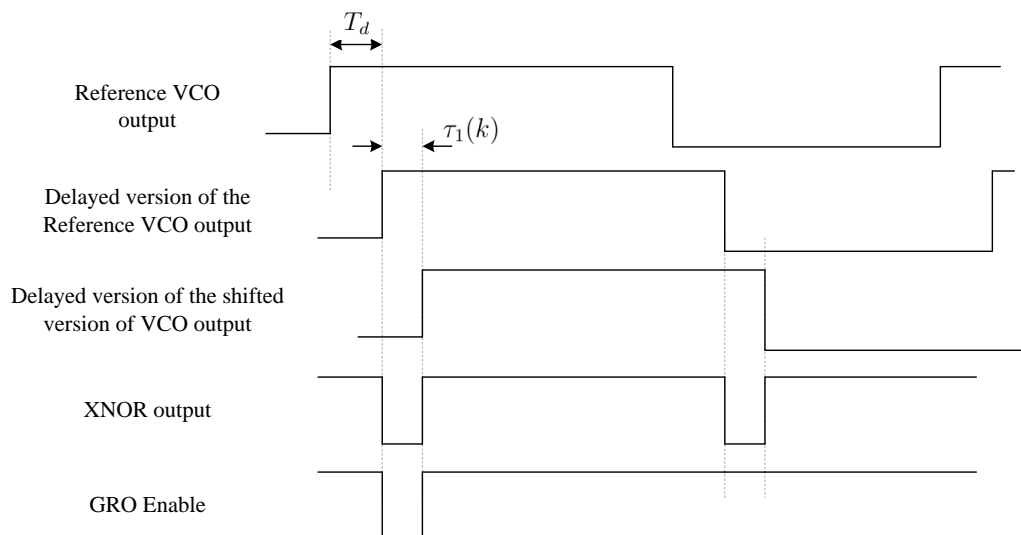 T_d
Reference VCO
output
τ₁(k)
Delayed version of the
Reference VCO output
Delayed version of the shifted
version of VCO output
XNOR output
GRO Enable